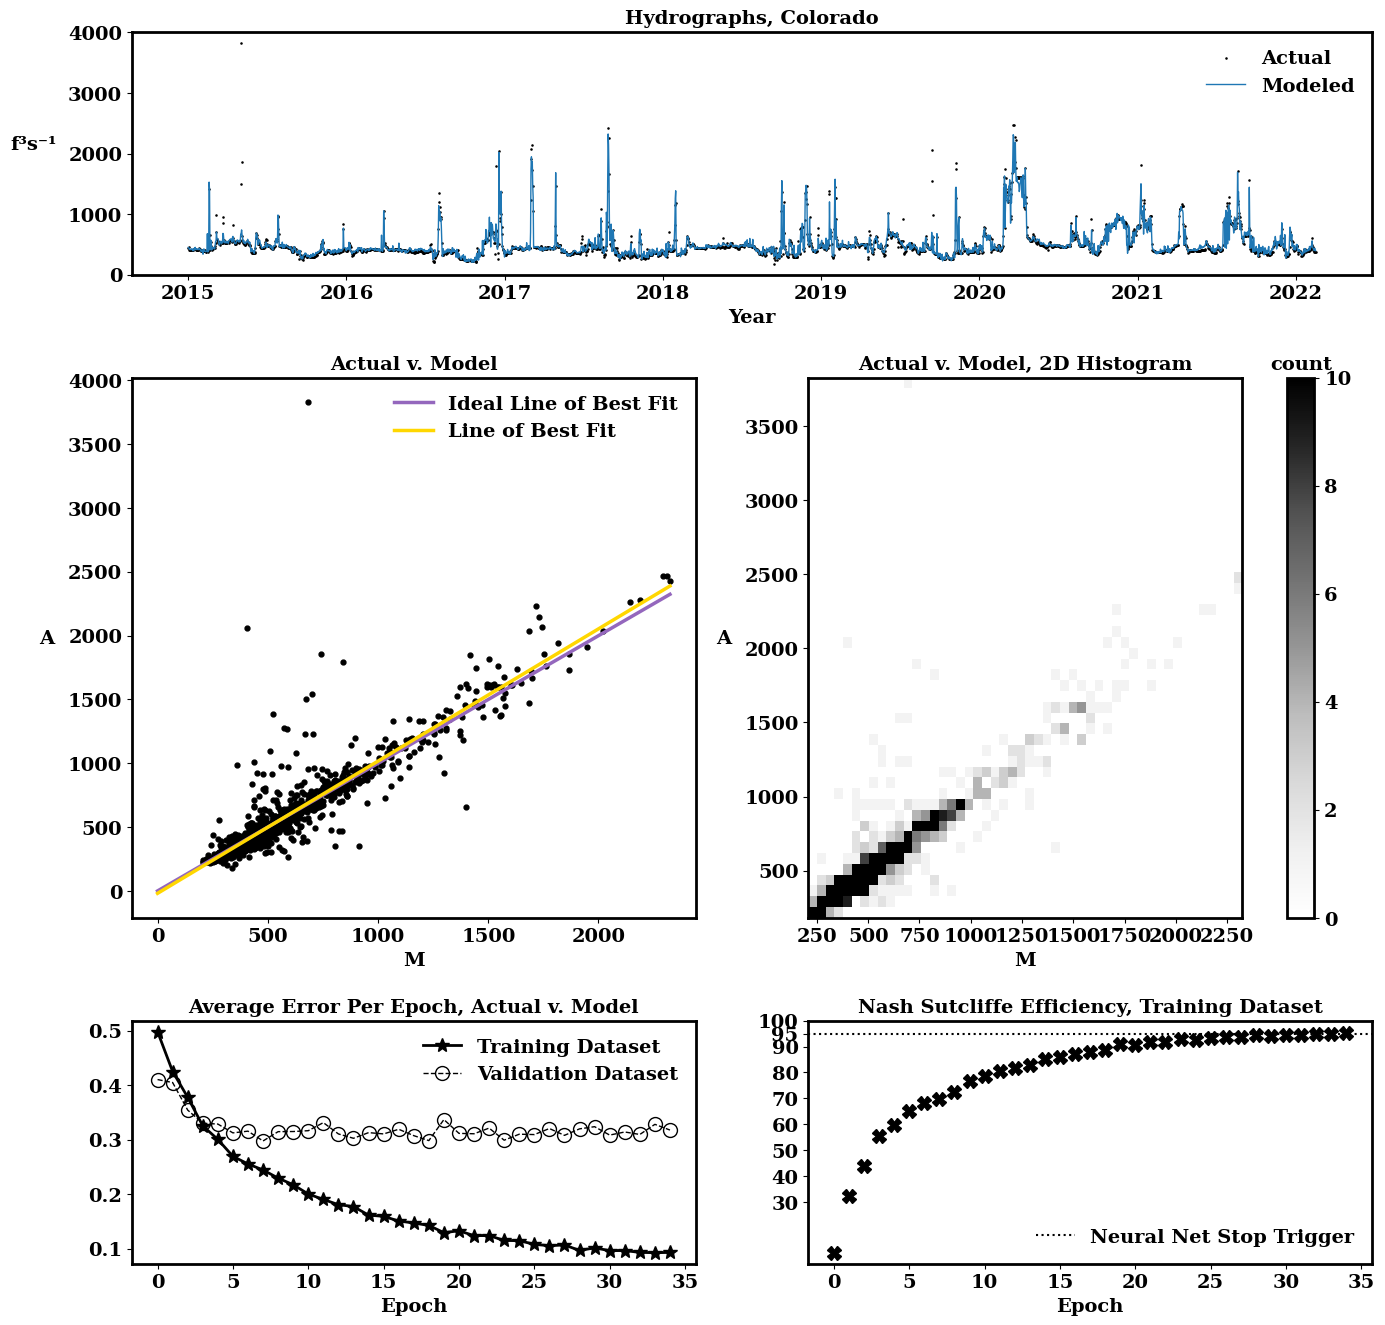 Hydrographs, Colorado
4000
3000
2000
1000
0
f³s⁻¹
Actual
Modeled
2015 2016 2017 2018 2019 2020 2021 2022
Year
Actual v. Model
4000
3500
3000
2500
2000
1500
1000
500
0
A
Ideal Line of Best Fit
Line of Best Fit
0 500 1000 1500 2000
M
Actual v. Model, 2D Histogram
3500
3000
2500
2000
1500
1000
500
A
250 500 750 1000 1250 1500 1750 2000 2250
M
count
10
8
6
4
2
0
Average Error Per Epoch, Actual v. Model
0.5
0.4
0.3
0.2
0.1
Training Dataset
Validation Dataset
0 5 10 15 20 25 30 35
Epoch
Nash Sutcliffe Efficiency, Training Dataset
100
95
90
80
70
60
50
40
30
Neural Net Stop Trigger
0 5 10 15 20 25 30 35
Epoch